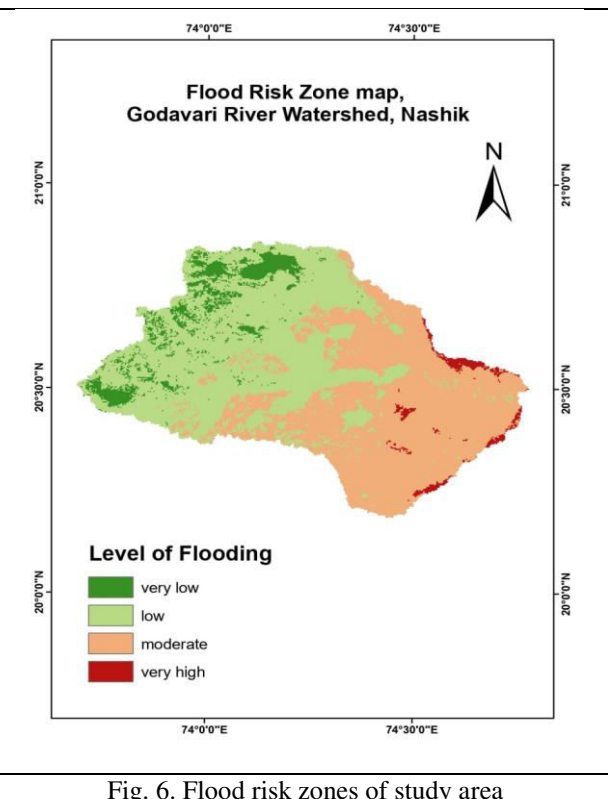 74°0'0"E 74°30'0"E
Flood Risk Zone map,
Godavari River Watershed, Nashik
N
21°0'0"N 21°0'0"N
20°30'0"N 20°30'0"N
Level of Flooding
very low
low
moderate
very high
20°0'0"N 20°0'0"N
74°0'0"E 74°30'0"E
Fig. 6. Flood risk zones of study area